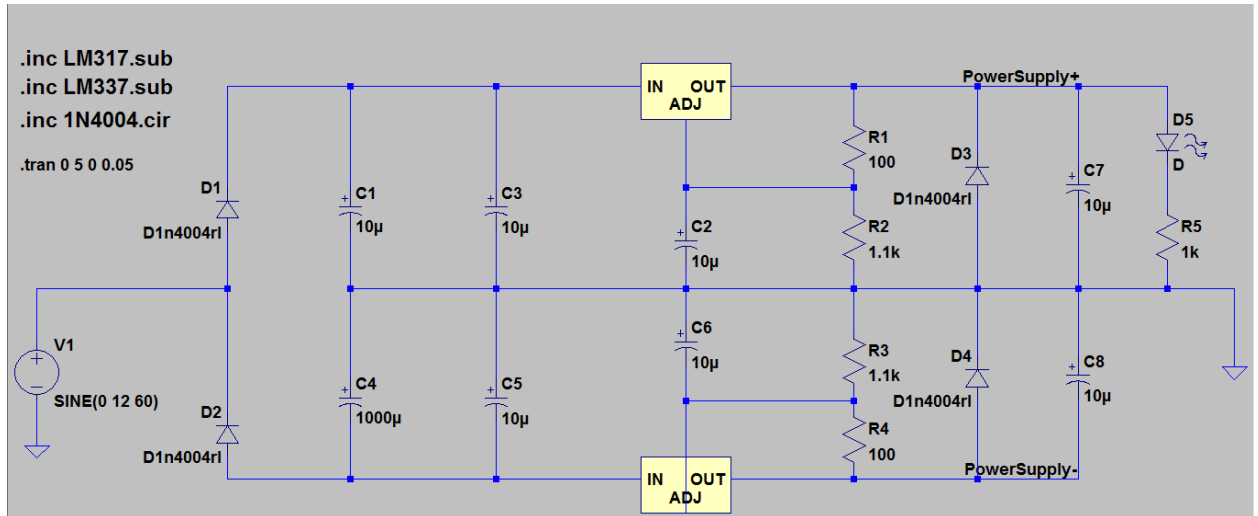 .inc LM317.sub
.inc LM337.sub
.inc 1N4004.cir
.tran 0 5 0 0.05
IN OUT
ADJ
PowerSupply+
D1
D1n4004rl
C1
10µ
C3
10µ
C2
10µ
R1
100
R2
1.1k
D3
D1n4004rl
C7
10µ
D5
D
R5
1k
V1
SINE(0 12 60)
D2
D1n4004rl
C4
1000µ
C5
10µ
C6
10µ
R3
1.1k
R4
100
D4
D1n4004rl
C8
10µ
IN OUT
ADJ
PowerSupply-